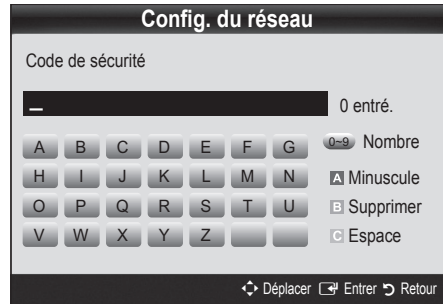 Config. du réseau
Code de sécurité
0 entré.
A B C D E F G 0~9 Nombre
H I J K L M N A Minuscule
O P Q R S T U B Supprimer
V W X Y Z C Espace
Déplacer Entrer Retour